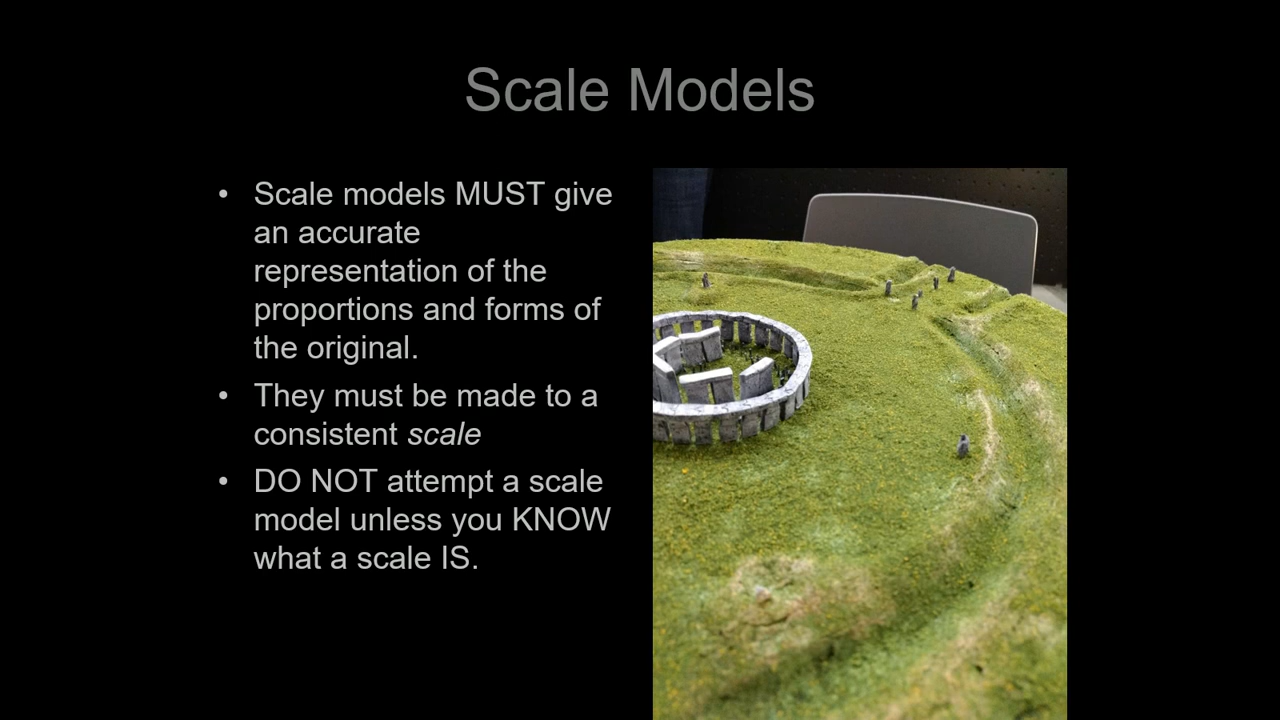 Scale Models
• Scale models MUST give
an accurate
representation of the
proportions and forms of
the original.
• They must be made to a
consistent scale
• DO NOT attempt a scale
model unless you KNOW
what a scale IS.